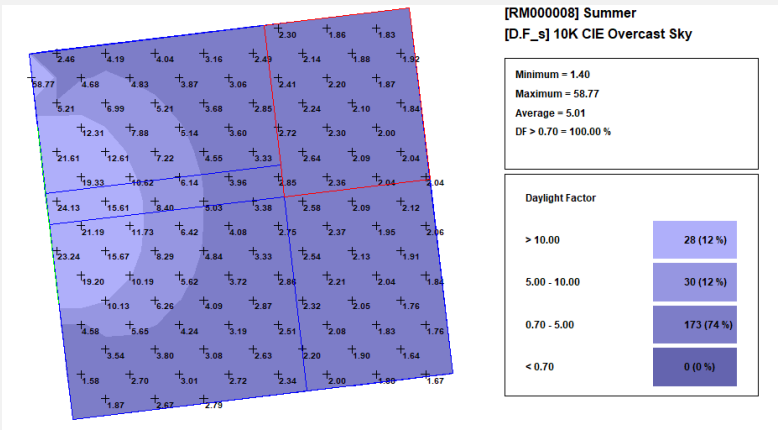 [RM000008] Summer
[D.F_s] 10K CIE Overcast Sky
Minimum = 1.40
Maximum = 58.77
Average = 5.01
DF > 0.70 = 100.00 %
Daylight Factor
> 10.00 28 (12 %)
5.00 - 10.00 30 (12 %)
0.70 - 5.00 173 (74 %)
< 0.70 0 (0 %)
2.30 1.86 1.83
2.46 4.19 4.04 3.16 2.49 2.14 1.88 1.92
58.77 4.68 4.83 3.87 3.06 2.41 2.20 1.87
5.21 6.99 5.21 3.68 2.85 2.24 2.10 1.84
12.31 7.88 5.14 3.60 2.72 2.30 2.00
21.61 12.61 7.22 4.55 3.33 2.64 2.09 2.04
19.33 10.62 6.14 3.96 2.85 2.36 2.04 2.04
24.13 15.61 8.40 5.03 3.38 2.58 2.09 2.12
21.19 11.73 6.42 4.08 2.75 2.37 1.95 2.06
23.24 15.67 8.29 4.84 3.33 2.54 2.13 1.91
19.20 10.19 5.62 3.72 2.86 2.21 2.04 1.84
10.13 6.26 4.09 2.87 2.32 2.05 1.76
4.58 5.65 4.24 3.19 2.51 2.08 1.83 1.76
3.54 3.80 3.08 2.63 2.20 1.90 1.64
1.58 2.70 3.01 2.72 2.34 2.00 1.80 1.67
1.87 2.67 2.79